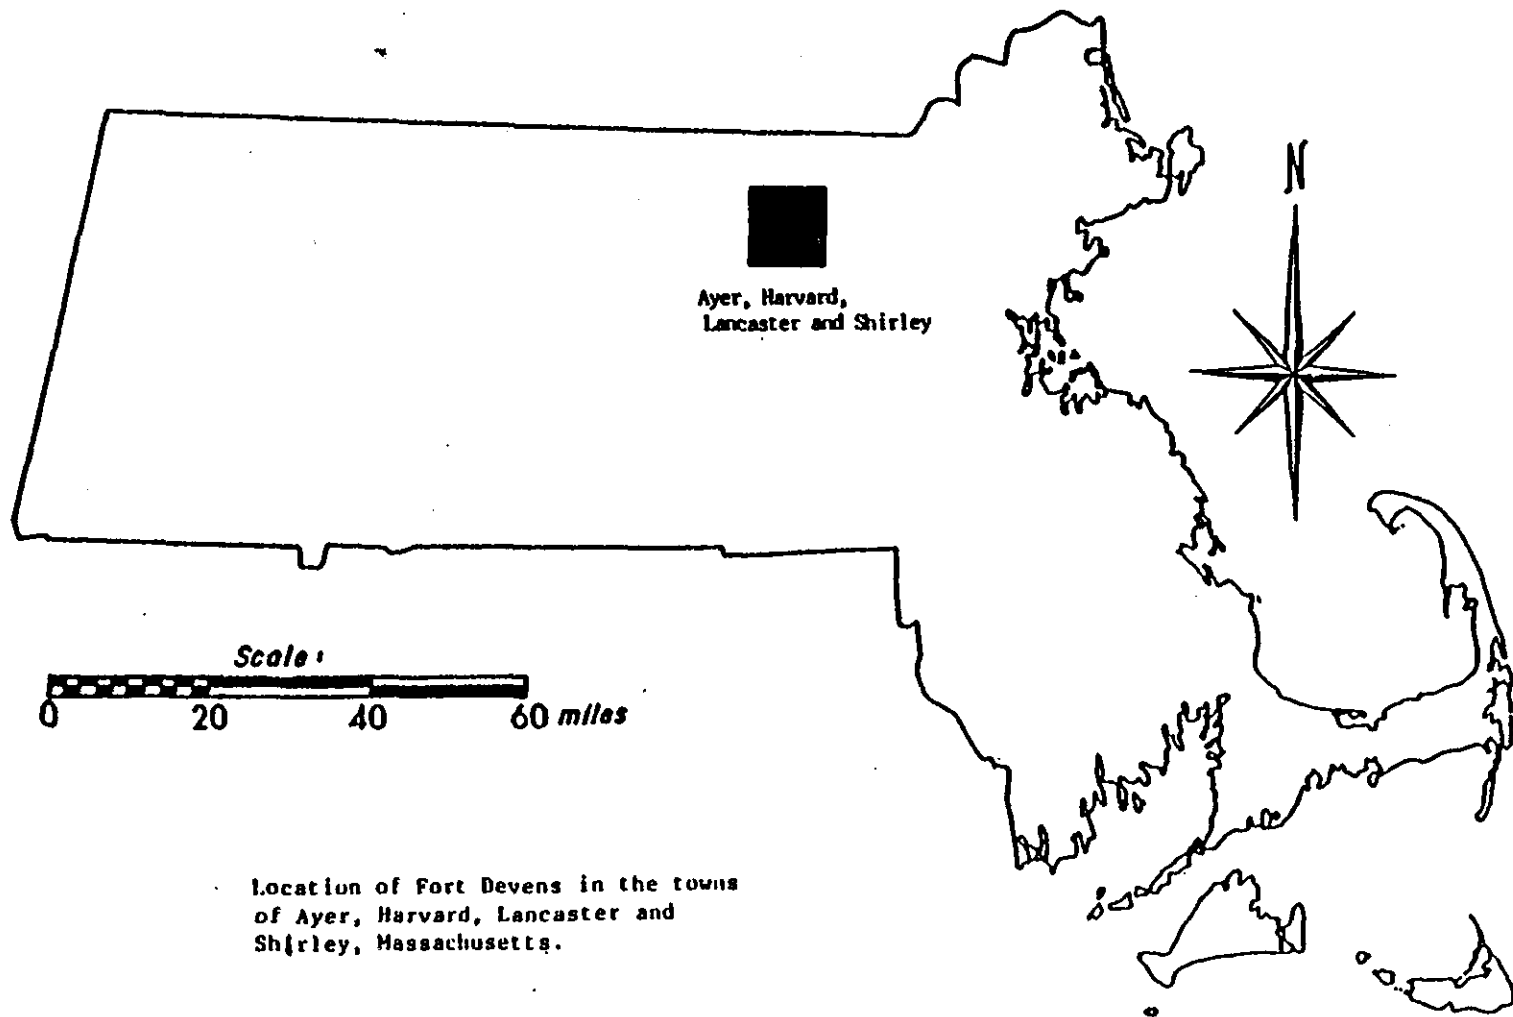 N
Ayer, Harvard,
Lancaster and Shirley
Scale:
0 20 40 60 miles
Location of Fort Devens in the towns
of Ayer, Harvard, Lancaster and
Shirley, Massachusetts.